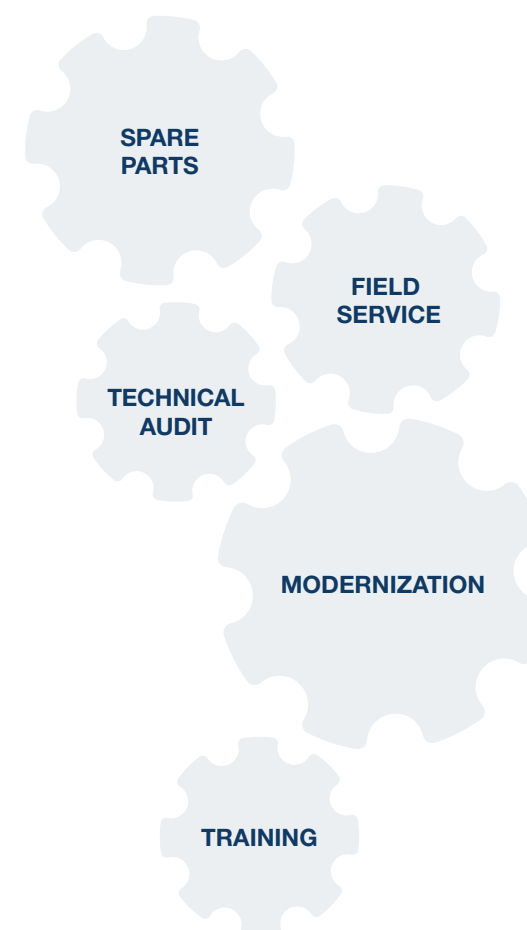 SPARE
PARTS
FIELD
SERVICE
TECHNICAL
AUDIT
MODERNIZATION
TRAINING